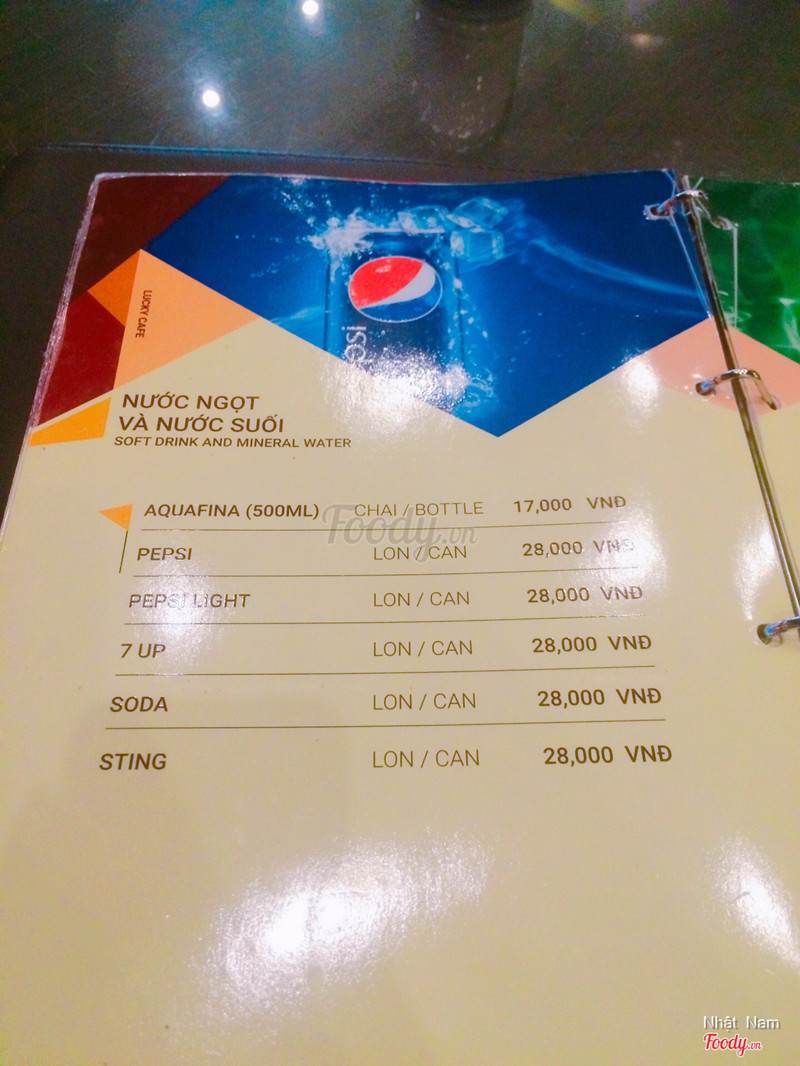 LUCKY CAFE
NƯỚC NGỌT
VÀ NƯỚC SUỐI
SOFT DRINK AND MINERAL WATER
AQUAFINA (500ML) CHAI / BOTTLE 17,000 VNĐ
Foody.vn
PEPSI LON / CAN 28,000 VNĐ
PEPSI LIGHT LON / CAN 28,000 VNĐ
7 UP LON / CAN 28,000 VNĐ
SODA LON / CAN 28,000 VNĐ
STING LON / CAN 28,000 VNĐ
Nhật Nam
Foody.vn